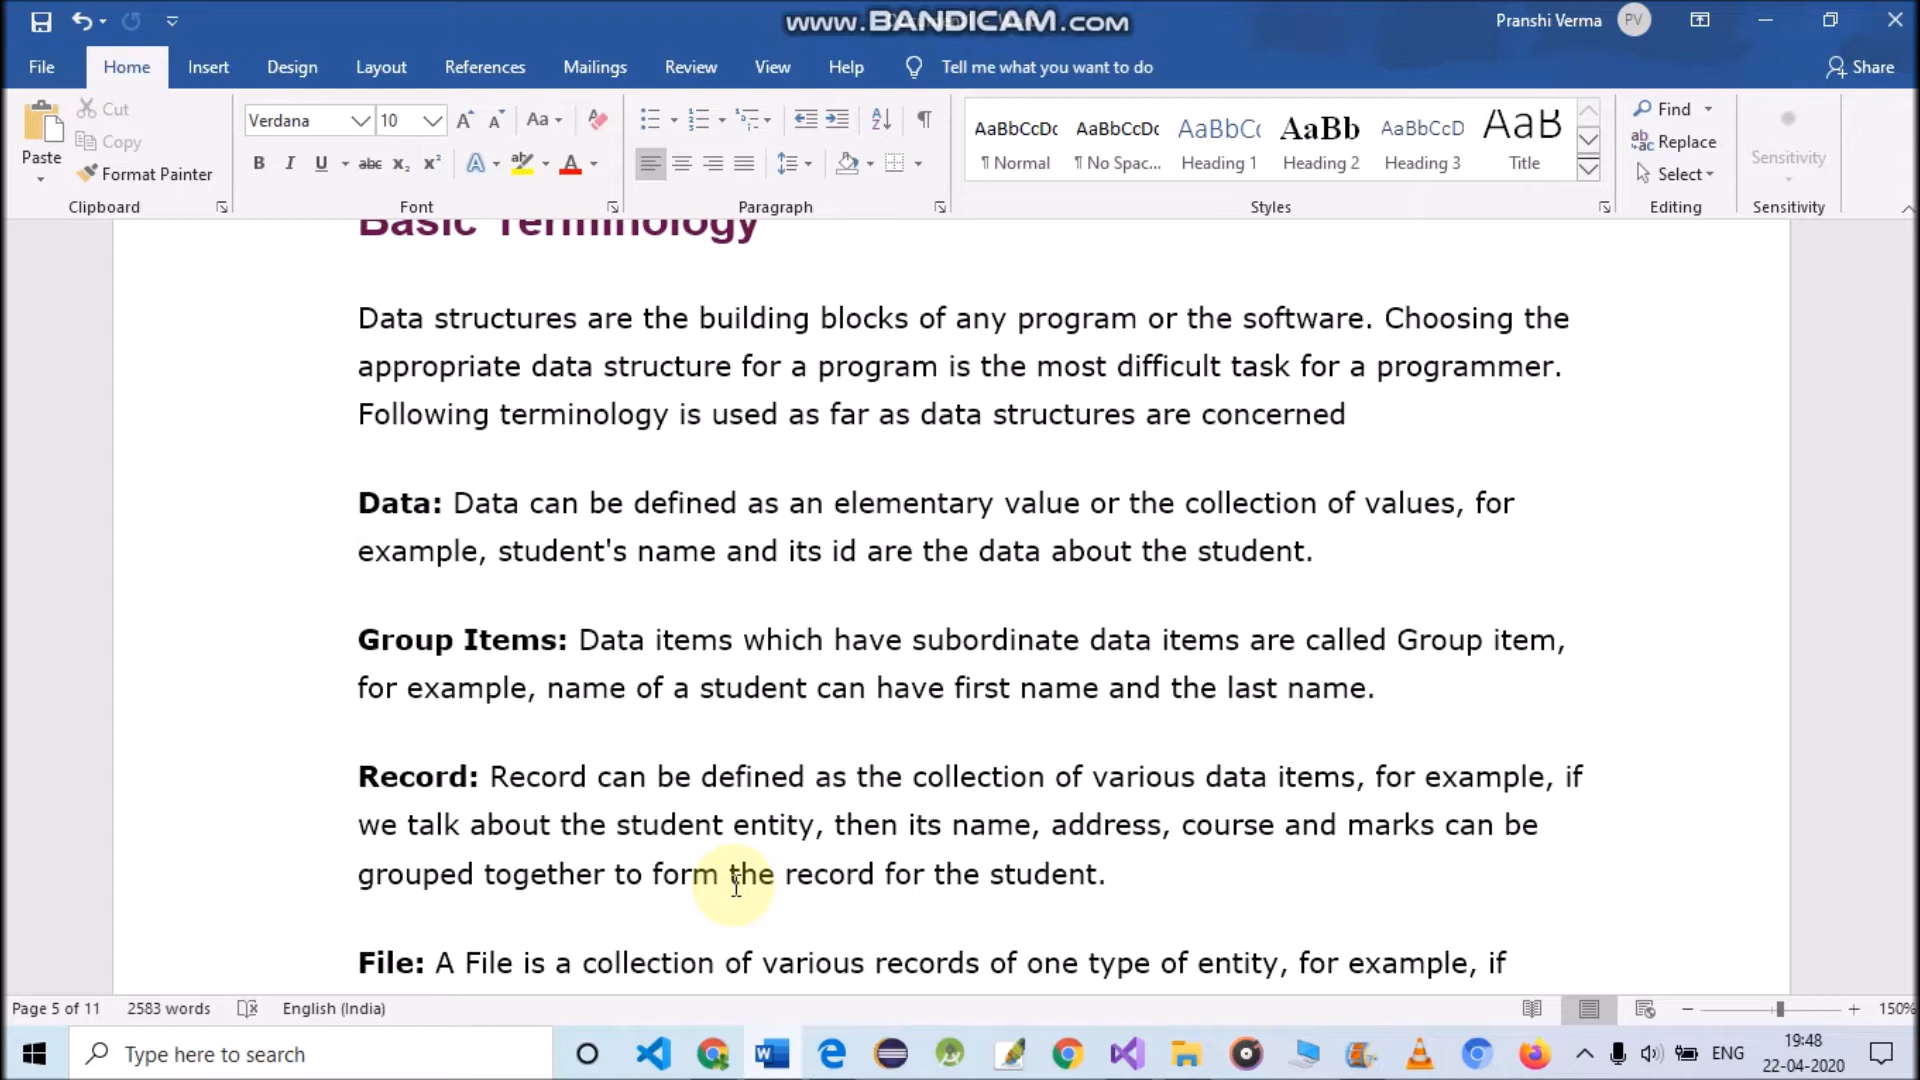 www.BANDICAM.com
Pranshi Verma PV
File Home Insert Design Layout References Mailings Review View Help Tell me what you want to do Share
Paste
Cut
Copy
Format Painter
Clipboard
Verdana 10
Font
Paragraph
AaBbCcDc AaBbCcDc AaBbCc AaBb AaBbCcD AaB
¶ Normal ¶ No Spac... Heading 1 Heading 2 Heading 3 Title
Styles
Find
Replace
Select
Editing
Sensitivity
Sensitivity
Basic Terminology
Data structures are the building blocks of any program or the software. Choosing the
appropriate data structure for a program is the most difficult task for a programmer.
Following terminology is used as far as data structures are concerned
Data: Data can be defined as an elementary value or the collection of values, for
example, student's name and its id are the data about the student.
Group Items: Data items which have subordinate data items are called Group item,
for example, name of a student can have first name and the last name.
Record: Record can be defined as the collection of various data items, for example, if
we talk about the student entity, then its name, address, course and marks can be
grouped together to form the record for the student.
File: A File is a collection of various records of one type of entity, for example, if
Page 5 of 11 2583 words English (India) 150%
Type here to search
ENG
19:48
22-04-2020